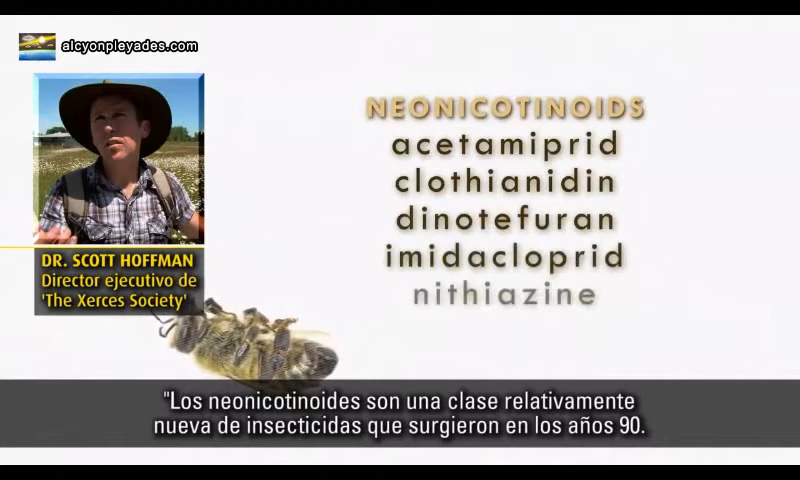 alcyonpleyades.com
NEONICOTINOIDS
acetamiprid
clothianidin
dinotefuran
imidacloprid
nithiazine
DR. SCOTT HOFFMAN
Director ejecutivo de
'The Xerces Society'
"Los neonicotinoides son una clase relativamente
nueva de insecticidas que surgieron en los años 90.